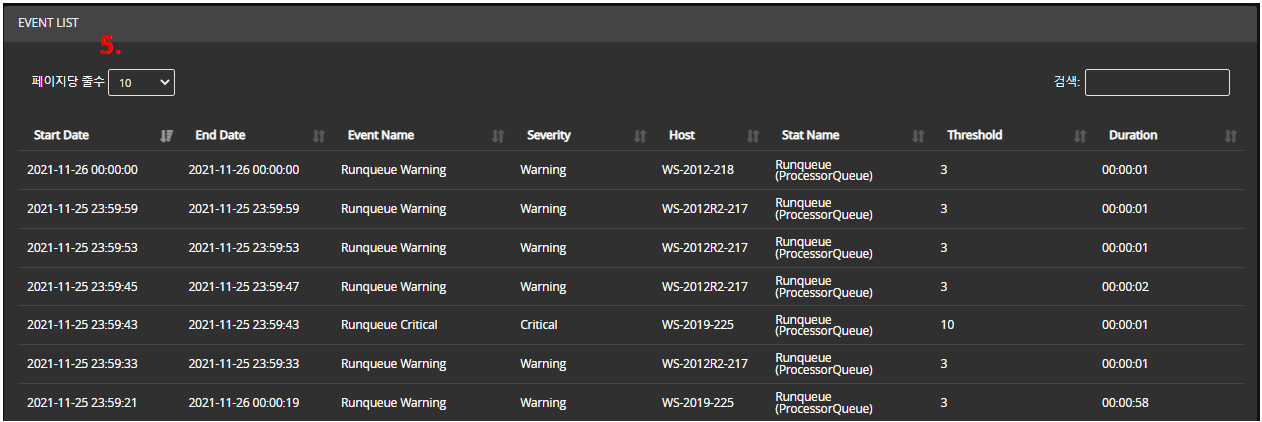 EVENT LIST
5.
페이지당 줄수 10 검색:
Start Date End Date Event Name Severity Host Stat Name Threshold Duration
2021-11-26 00:00:00 2021-11-26 00:00:00 Runqueue Warning Warning WS-2012-218 Runqueue (ProcessorQueue) 3 00:00:01
2021-11-25 23:59:59 2021-11-25 23:59:59 Runqueue Warning Warning WS-2012R2-217 Runqueue (ProcessorQueue) 3 00:00:01
2021-11-25 23:59:53 2021-11-25 23:59:53 Runqueue Warning Warning WS-2012R2-217 Runqueue (ProcessorQueue) 3 00:00:01
2021-11-25 23:59:45 2021-11-25 23:59:47 Runqueue Warning Warning WS-2012R2-217 Runqueue (ProcessorQueue) 3 00:00:02
2021-11-25 23:59:43 2021-11-25 23:59:43 Runqueue Critical Critical WS-2019-225 Runqueue (ProcessorQueue) 10 00:00:01
2021-11-25 23:59:33 2021-11-25 23:59:33 Runqueue Warning Warning WS-2012R2-217 Runqueue (ProcessorQueue) 3 00:00:01
2021-11-25 23:59:21 2021-11-26 00:00:19 Runqueue Warning Warning WS-2019-225 Runqueue (ProcessorQueue) 3 00:00:58